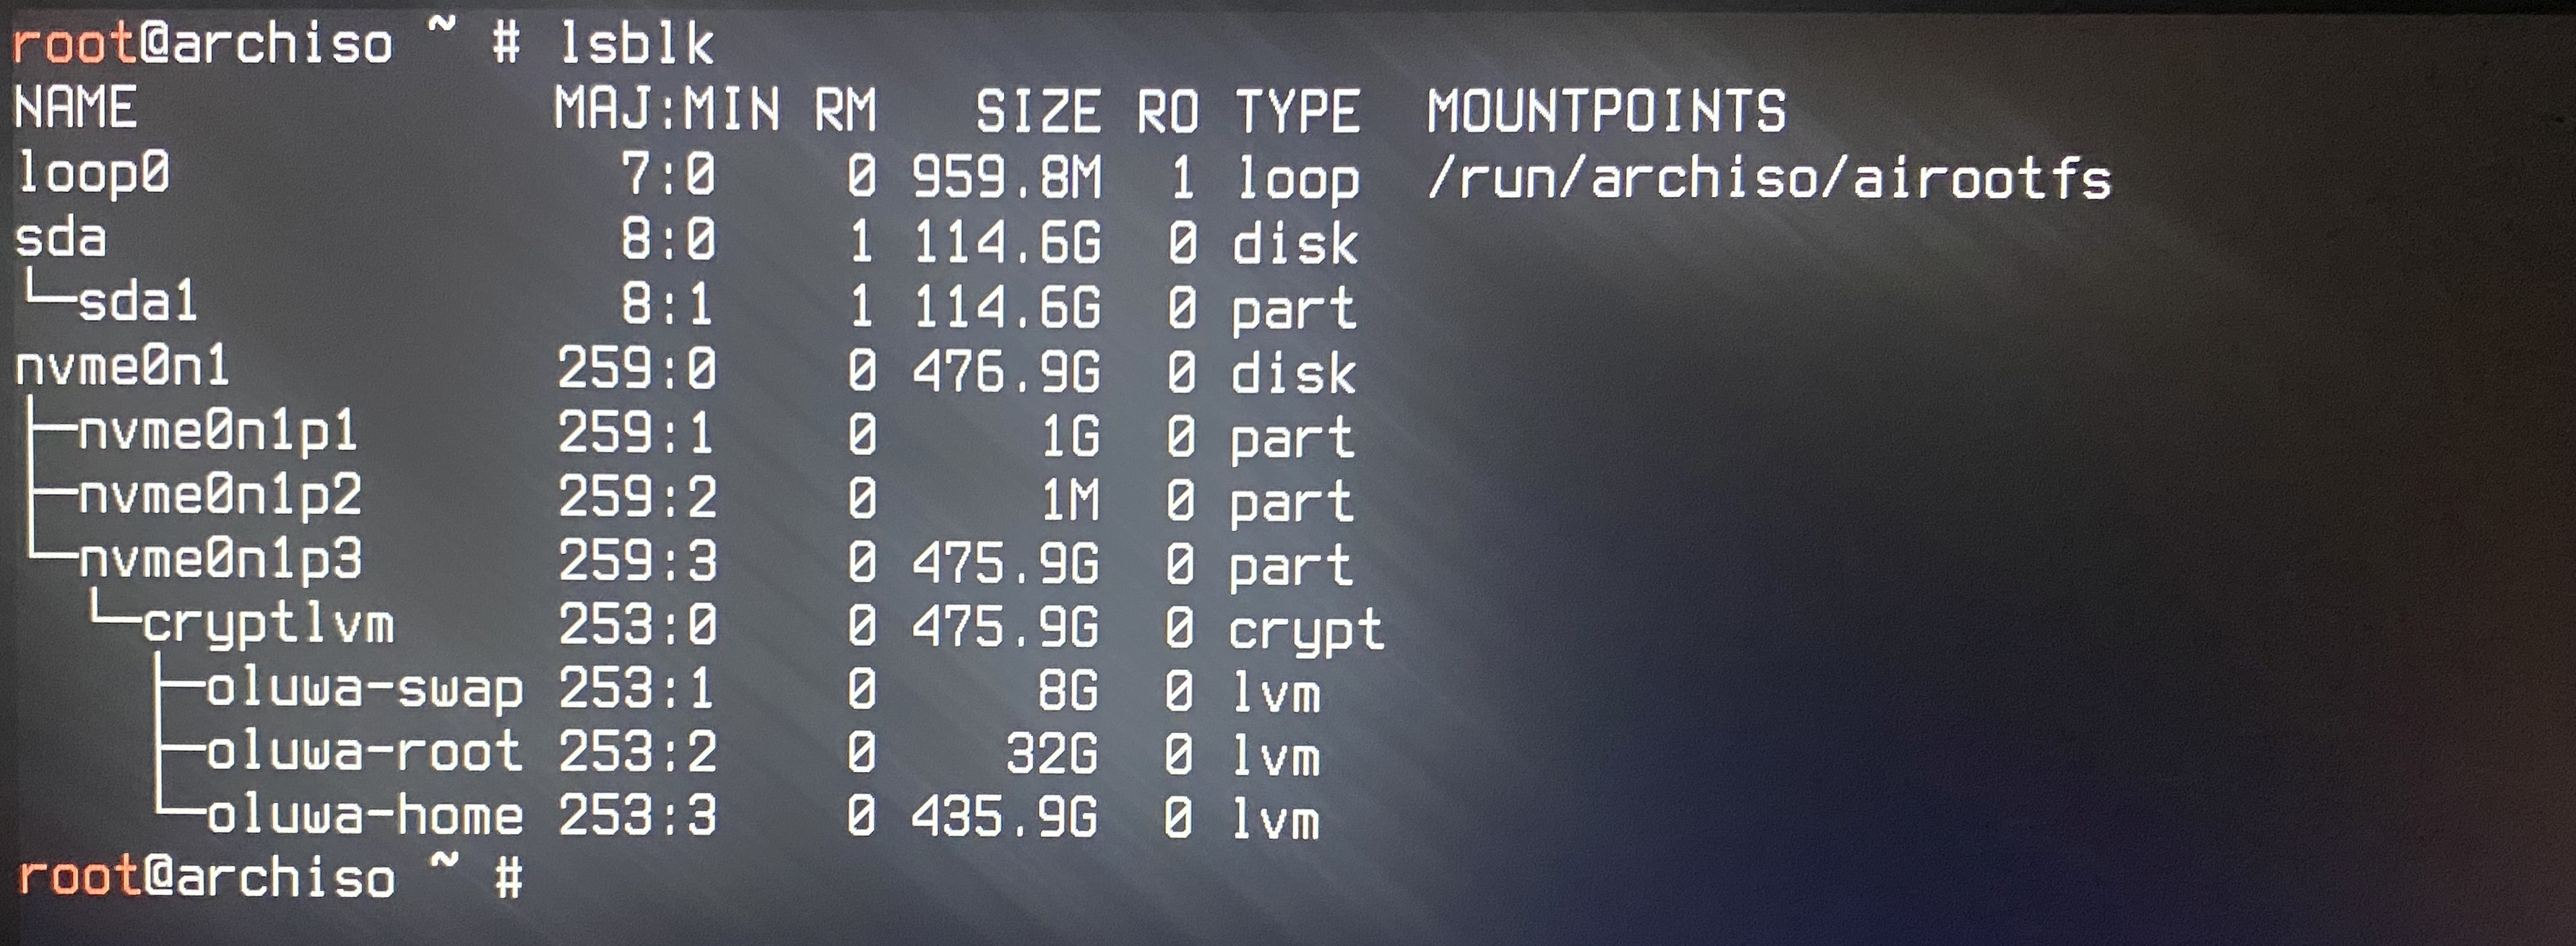 root@archiso ~ # lsblk
NAME                MAJ:MIN RM   SIZE RO TYPE  MOUNTPOINTS
loop0                 7:0    0 959.8M  1 loop  /run/archiso/airootfs
sda                   8:0    1 114.6G  0 disk
└─sda1                8:1    1 114.6G  0 part
nvme0n1             259:0    0 476.9G  0 disk
├─nvme0n1p1         259:1    0     1G  0 part
├─nvme0n1p2         259:2    0     1M  0 part
└─nvme0n1p3         259:3    0 475.9G  0 part
  └─cryptlvm        253:0    0 475.9G  0 crypt
    ├─oluwa-swap    253:1    0     8G  0 lvm
    ├─oluwa-root    253:2    0    32G  0 lvm
    └─oluwa-home    253:3    0 435.9G  0 lvm
root@archiso ~ #